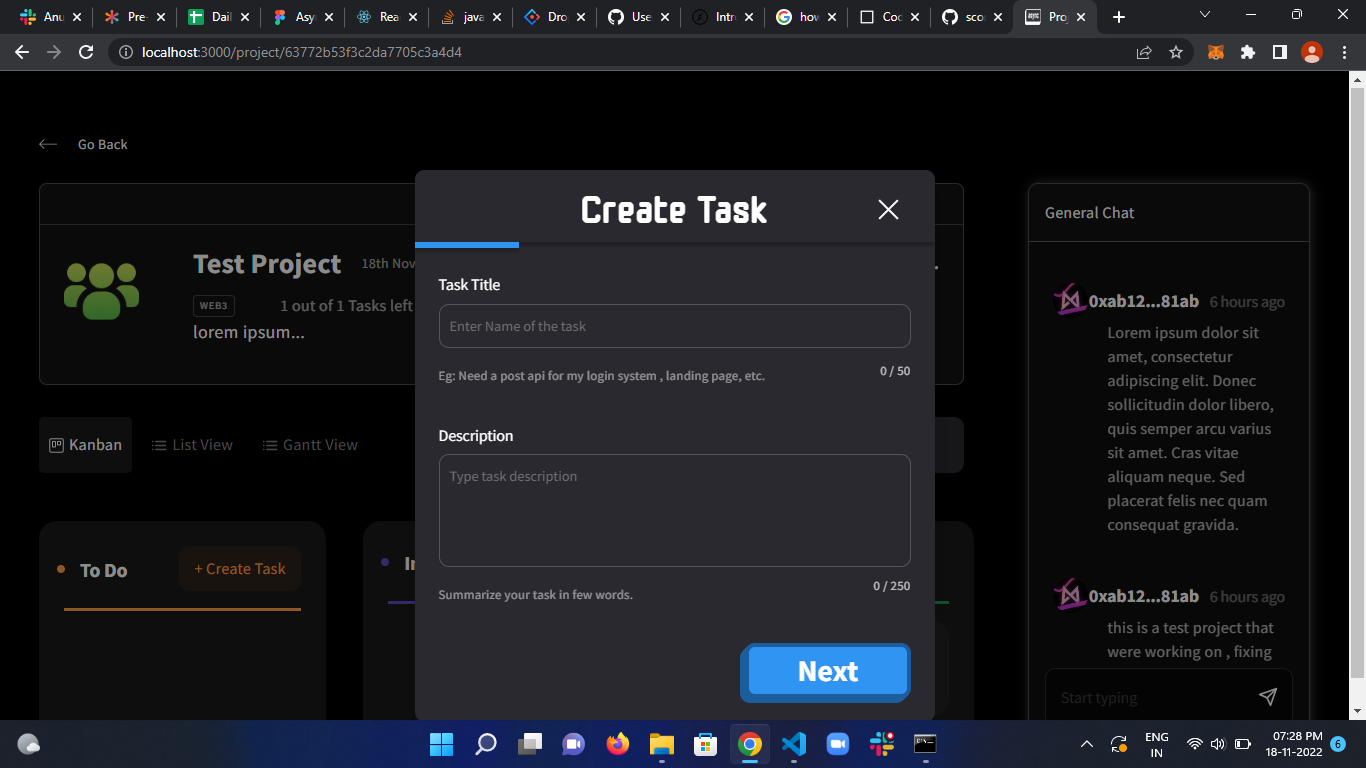 Anu
Pre-
Dail
Asy
Rea
java
Dro
Use
Intr
how
Coc
scor
Proj
localhost:3000/project/63772b53f3c2da7705c3a4d4
Go Back
Test Project
18th Nov
WEB3
1 out of 1 Tasks left
lorem ipsum...
Kanban
List View
Gantt View
To Do
+ Create Task
Create Task
Task Title
Enter Name of the task
Eg: Need a post api for my login system , landing page, etc.
0 / 50
Description
Type task description
Summarize your task in few words.
0 / 250
Next
General Chat
0xab12...81ab 6 hours ago
Lorem ipsum dolor sit
amet, consectetur
adipiscing elit. Donec
sollicitudin dolor libero,
quis semper arcu varius
sit amet. Cras vitae
aliquam neque. Sed
placerat felis nec quam
consequat gravida.
0xab12...81ab 6 hours ago
this is a test project that
were working on , fixing
Start typing
ENG
IN
07:28 PM
18-11-2022
6